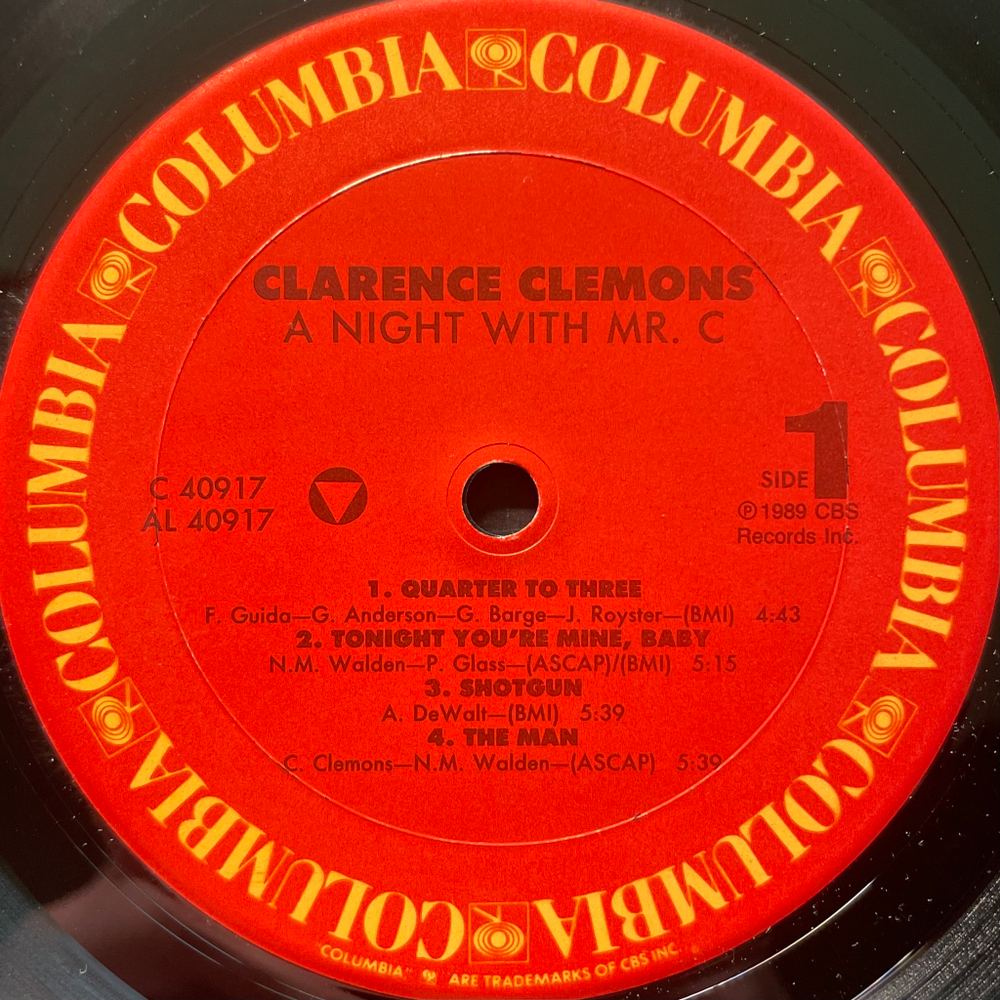 COLUMBIA COLUMBIA COLUMBIA COLUMBIA COLUMBIA COLUMBIA
CLARENCE CLEMONS
A NIGHT WITH MR. C
C 40917
AL 40917
SIDE 1
℗ 1989 CBS
Records Inc.
1. QUARTER TO THREE
F. Guida—G. Anderson—G. Barge—J. Royster—(BMI) 4:43
2. TONIGHT YOU'RE MINE, BABY
N.M. Walden—P. Glass—(ASCAP)/(BMI) 5:15
3. SHOTGUN
A. DeWalt—(BMI) 5:39
4. THE MAN
C. Clemons—N.M. Walden—(ASCAP) 5:39
COLUMBIA" ARE TRADEMARKS OF CBS INC.